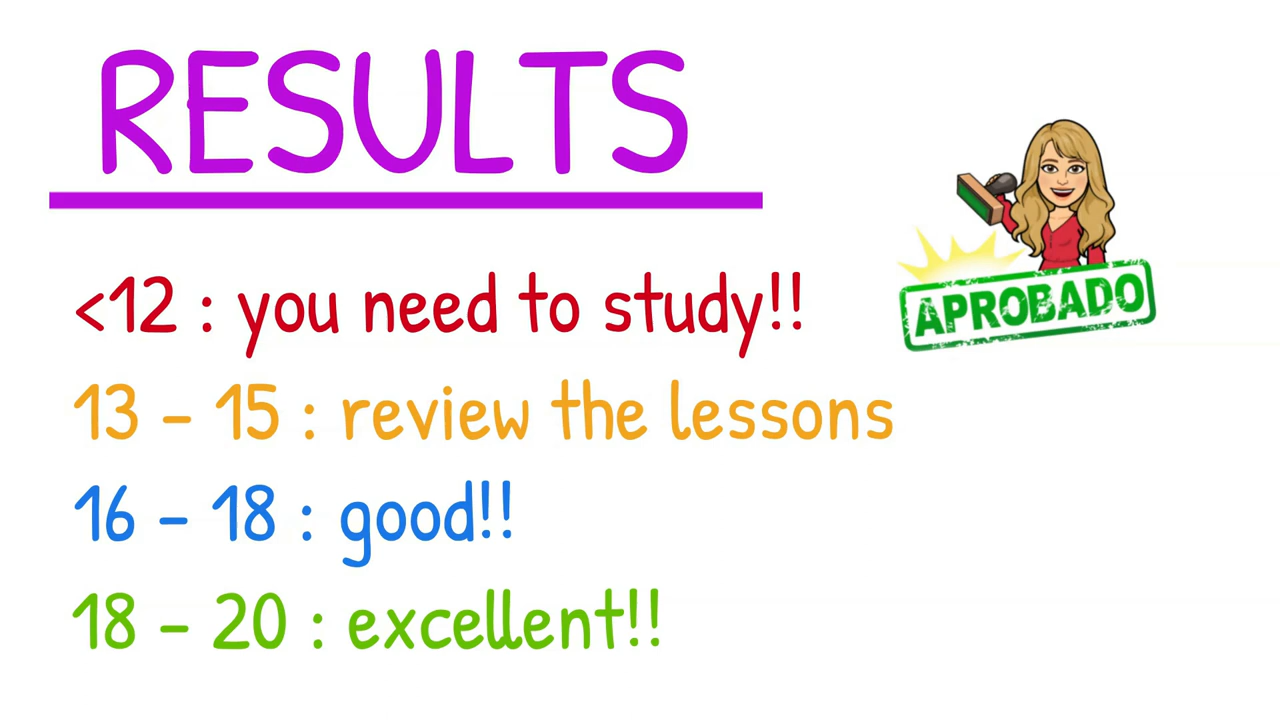 RESULTS
<12 : you need to study!!
13 - 15 : review the lessons
16 - 18 : good!!
18 - 20 : excellent!!
APROBADO